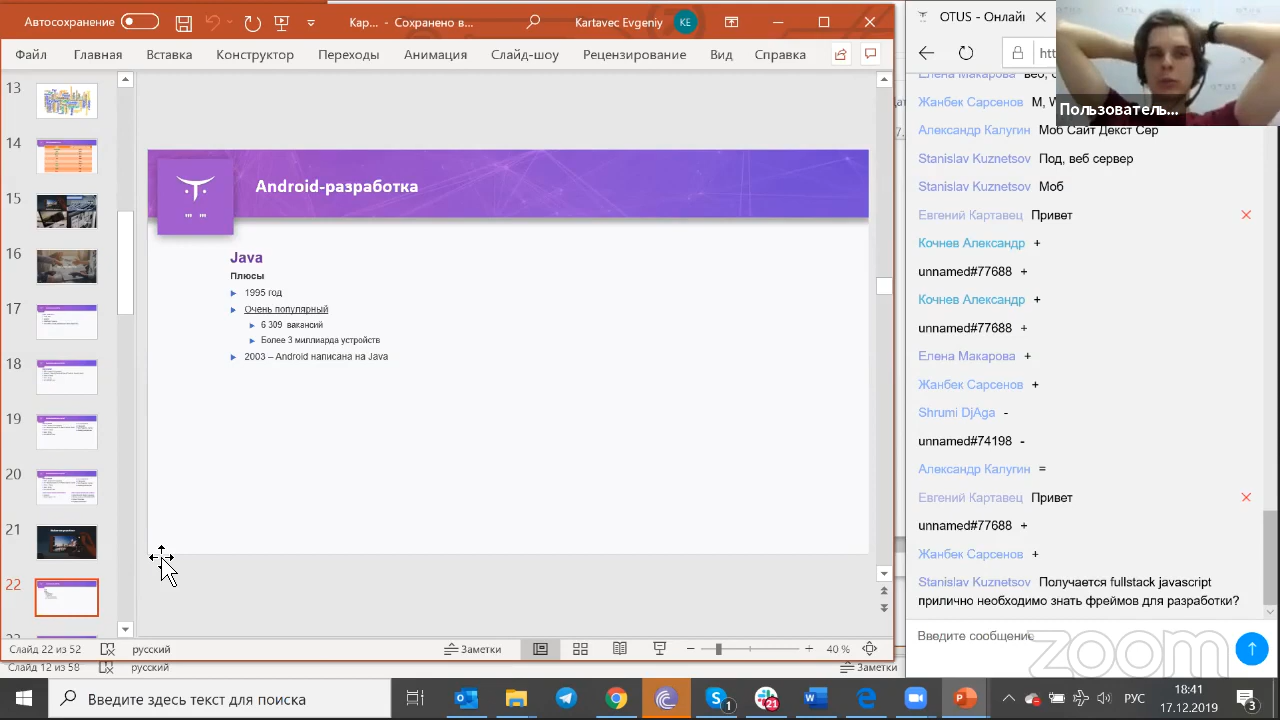 Автосохранение
Кар... - Сохранено в...
Kartavec Evgeniy
KE
OTUS - Онлайн
Файл
Главная
Вставка
Конструктор
Переходы
Анимация
Слайд-шоу
Рецензирование
Вид
Справка
Пользователь...
13
14
15
16
17
18
19
20
21
22
Android-разработка
Java
Плюсы
1995 год
Очень популярный
6 309 вакансий
Более 3 миллиарда устройств
2003 – Android написана на Java
Жанбек Сарсенов
Александр Калугин Моб Сайт Декст Сер
Stanislav Kuznetsov Под, веб сервер
Stanislav Kuznetsov Моб
Евгений Картавец Привет
Кочнев Александр +
unnamed#77688 +
Кочнев Александр +
unnamed#77688 +
Елена Макарова +
Жанбек Сарсенов +
Shrumi DjAga -
unnamed#74198 -
Александр Калугин =
Евгений Картавец Привет
unnamed#77688 +
Жанбек Сарсенов +
Stanislav Kuznetsov Получается fullstack javascript
прилично необходимо знать фреймов для разработки?
Введите сообщение
zoom
Слайд 22 из 52
русский
Заметки
40 %
Слайд 12 из 58
русский
Заметки
Введите здесь текст для поиска
1
21
РУС
18:41
17.12.2019
3